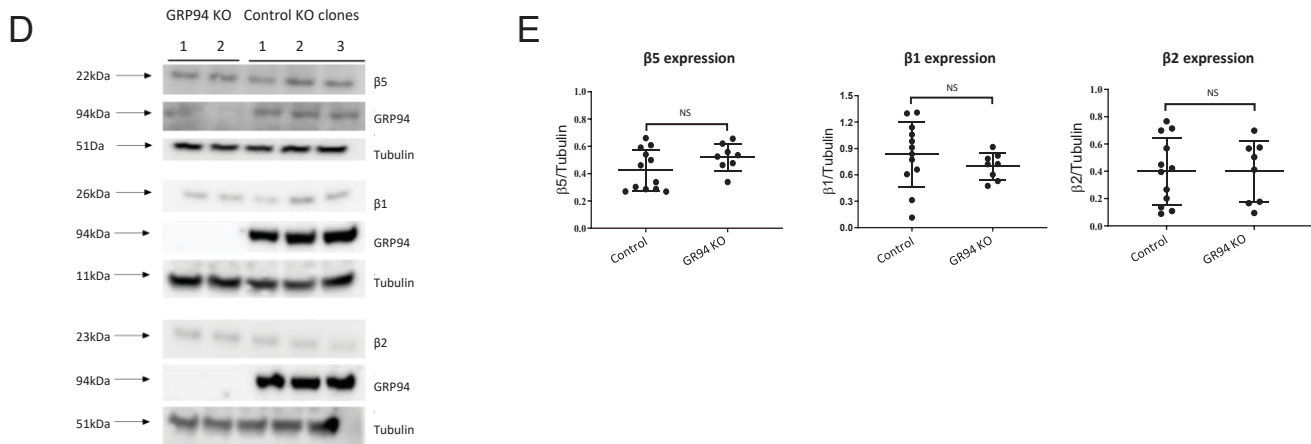 D
GRP94 KO Control KO clones
1 2 1 2 3
22kDa β5
94kDa GRP94
51Da Tubulin
26kDa β1
94kDa GRP94
11kDa Tubulin
23kDa β2
94kDa GRP94
51kDa Tubulin
E
β5 expression
NS
1.0
0.8
0.6
0.4
0.2
0.0
β5/Tubulin
Control GR94 KO
β1 expression
NS
1.5
1.2
0.9
0.6
0.3
0.0
β1/Tubulin
Control GR94 KO
β2 expression
NS
1.0
0.8
0.6
0.4
0.2
0.0
β2/Tubulin
Control GR94 KO